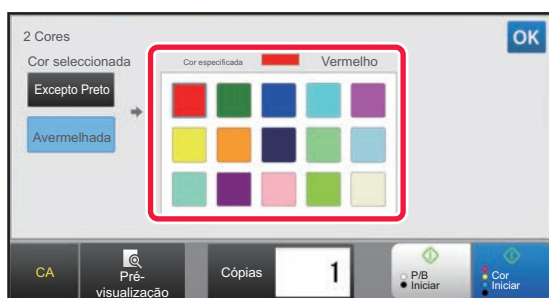 2 Cores
OK
Cor seleccionada
Cor especificada
Vermelho
Excepto Preto
Avermelhada
CA
Pré-
visualização
Cópias
1
P/B
Iniciar
Cor
Iniciar